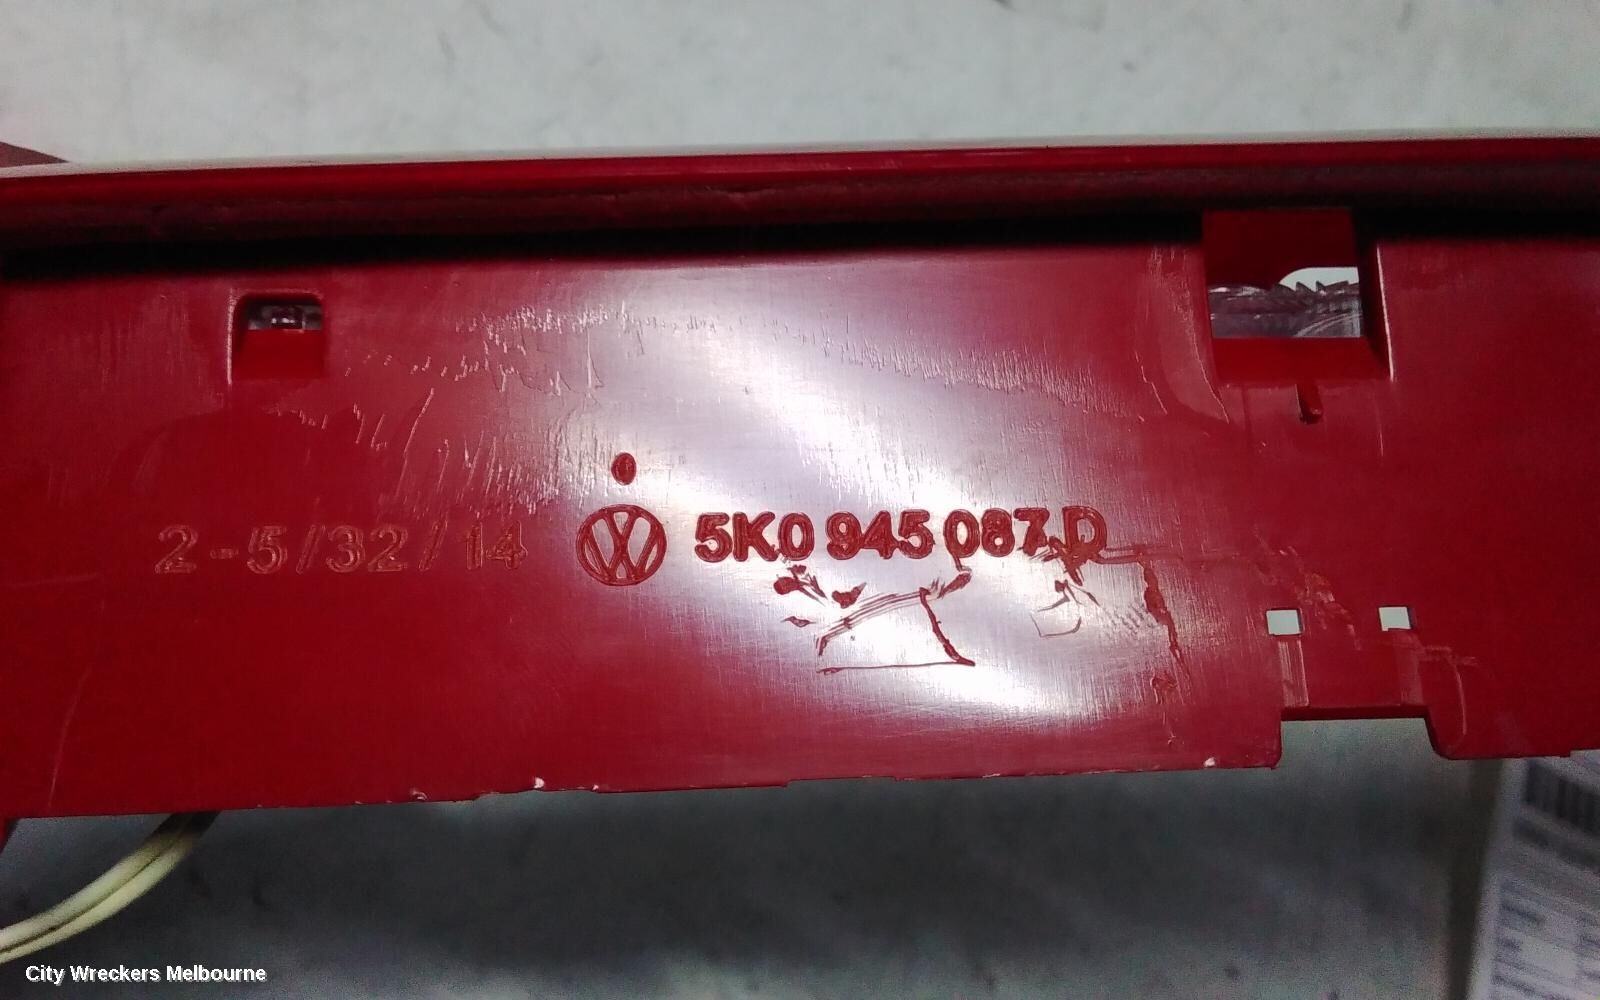 2-5/32/14 5K0 945 087 D
City Wreckers Melbourne